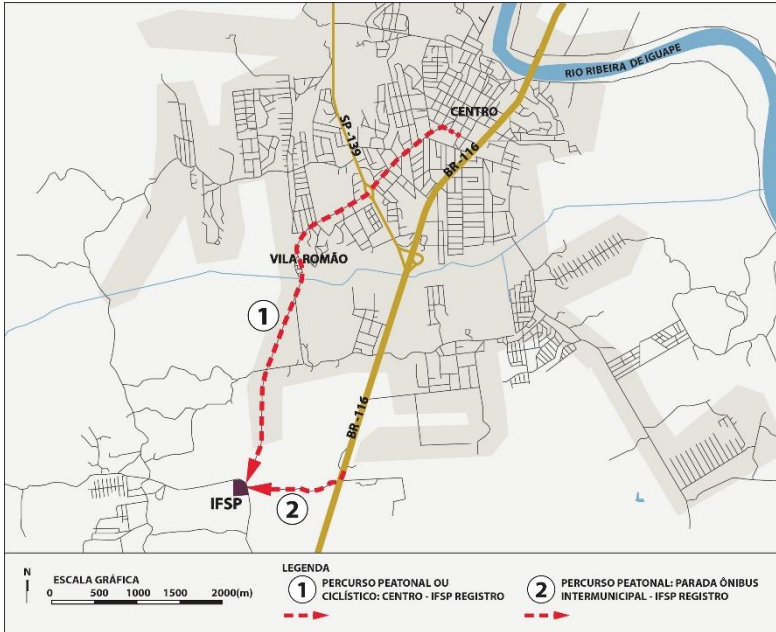 RIO RIBEIRA DE IGUAPE
CENTRO
SP -139
BR -116
VILA ROMÃO
1
BR -116
IFSP
2
N
ESCALA GRÁFICA
0 500 1000 1500 2000(m)
LEGENDA
1 PERCURSO PEATONAL OU
CICLÍSTICO: CENTRO - IFSP REGISTRO
2 PERCURSO PEATONAL: PARADA ÔNIBUS
INTERMUNICIPAL - IFSP REGISTRO